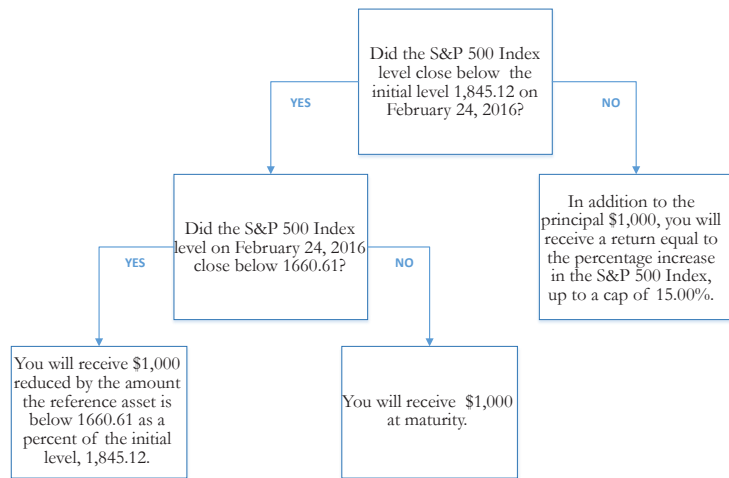 Did the S&P 500 Index
level close below the
initial level 1,845.12 on
February 24, 2016?
YES
NO
Did the S&P 500 Index
level on February 24, 2016
close below 1660.61?
In addition to the
principal $1,000, you will
receive a return equal to
the percentage increase
in the S&P 500 Index,
up to a cap of 15.00%.
YES
NO
You will receive $1,000
reduced by the amount
the reference asset is
below 1660.61 as a
percent of the initial
level, 1,845.12.
You will receive $1,000
at maturity.